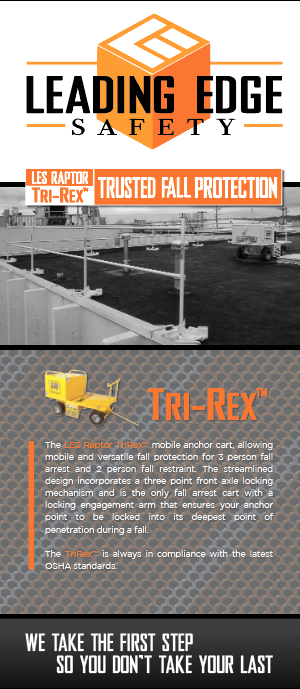 LEADING EDGE
SAFETY
LES RAPTOR
TRI-REX™
TRUSTED FALL PROTECTION
TRI-REX™
The LES Raptor Tri Rex™ mobile anchor cart, allowing
mobile and versatile fall protection for 3 person fall
arrest and 2 person fall restraint. The streamlined
design incorporates a three point front axle locking
mechanism and is the only fall arrest cart with a
locking engagement arm that ensures your anchor
point to be locked into its deepest point of
penetration during a fall.
The TriRex™ is always in compliance with the latest
OSHA standards.
WE TAKE THE FIRST STEP
SO YOU DON'T TAKE YOUR LAST